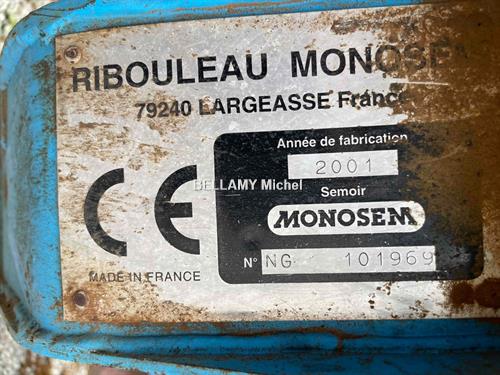 RIBOULEAU MONOSEM
79240 LARGEASSE France
Année de fabrication
2001
BELLAMY Michel
Semoir
MONOSEM
CE
N° NG 101969
MADE IN FRANCE